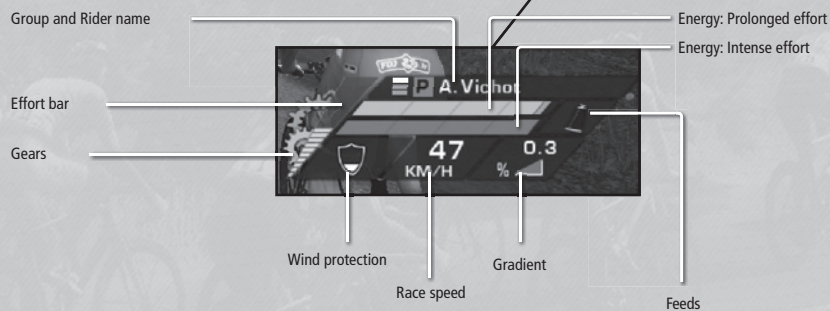 Group and Rider name
Energy: Prolonged effort
Energy: Intense effort
FDJ
P A. Vichot
Effort bar
Gears
47
KM/H
0.3
%
Wind protection
Race speed
Gradient
Feeds